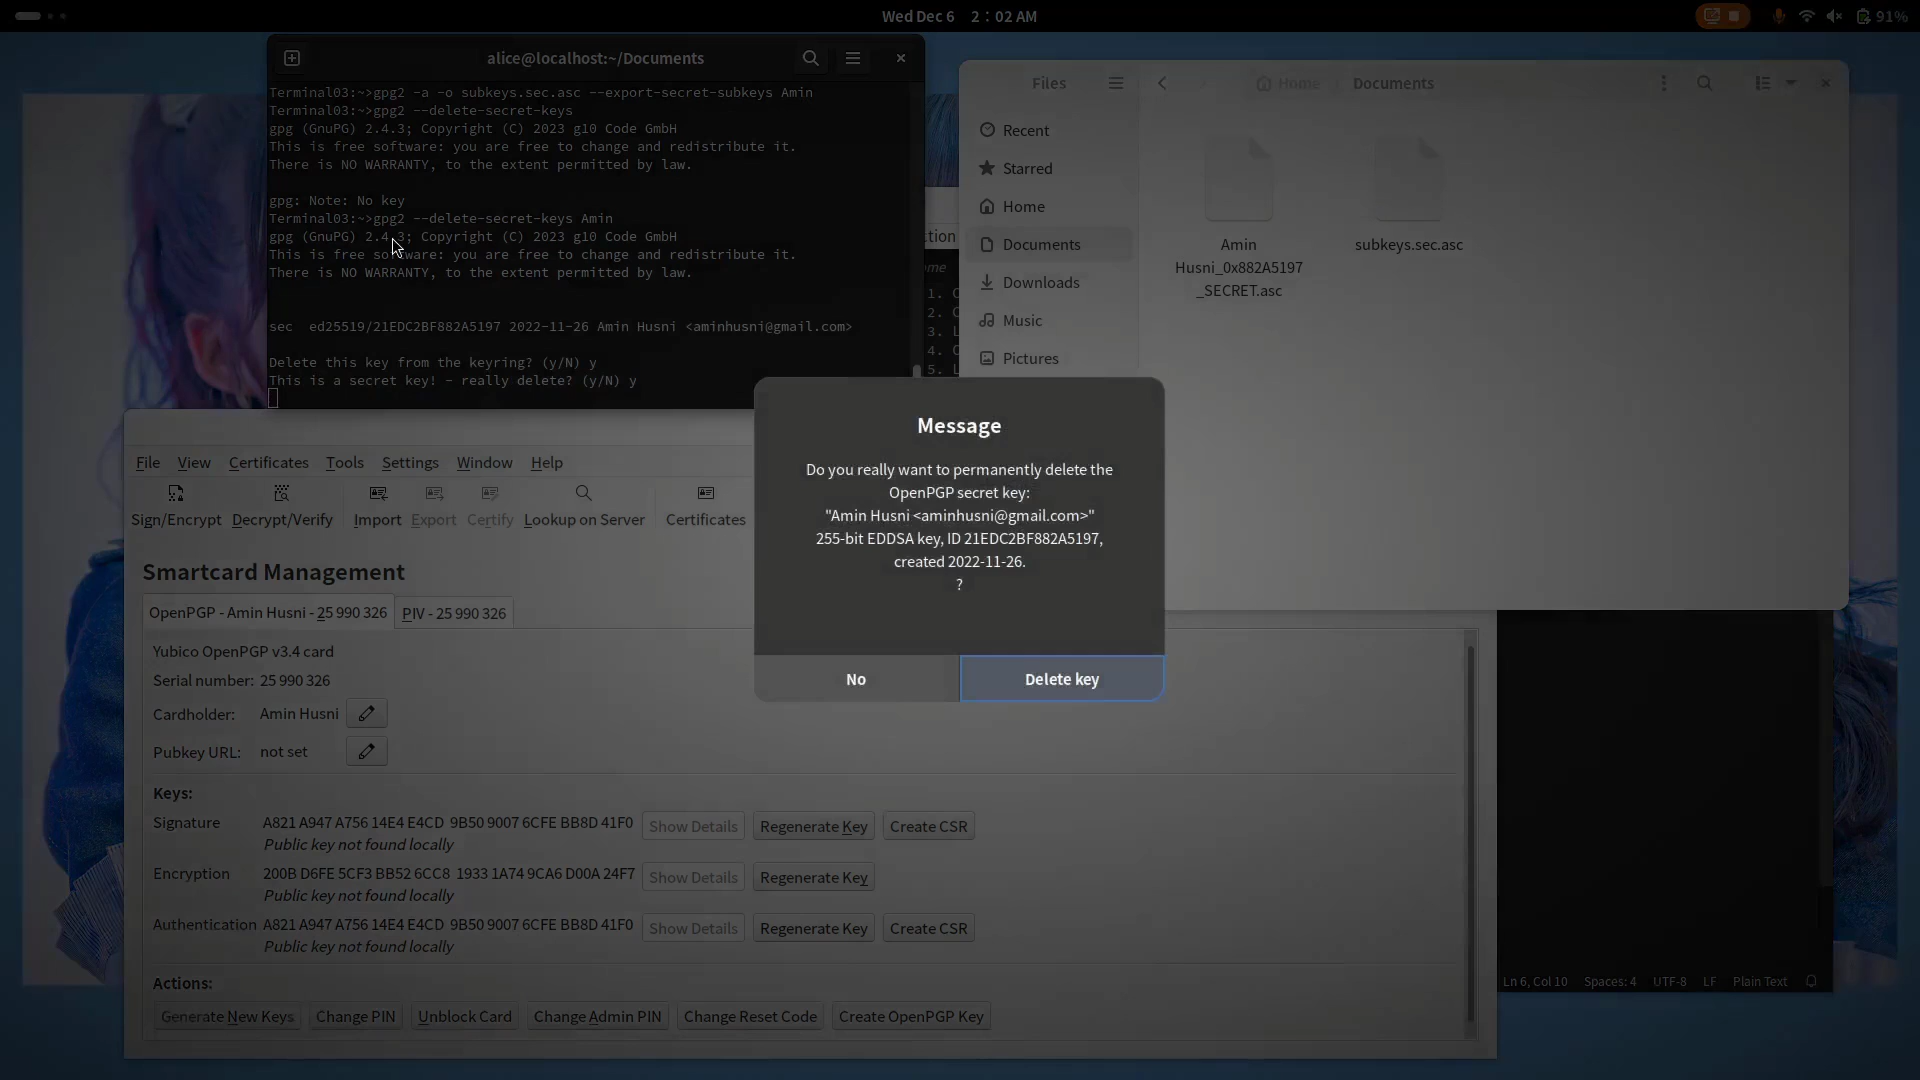 Wed Dec 6 2:02 AM
91%
alice@localhost:~/Documents
Terminal03:~>gpg2 -a -o subkeys.sec.asc --export-secret-subkeys Amin
Terminal03:~>gpg2 --delete-secret-keys
gpg (GnuPG) 2.4.3; Copyright (C) 2023 g10 Code GmbH
This is free software: you are free to change and redistribute it.
There is NO WARRANTY, to the extent permitted by law.
gpg: Note: No key
Terminal03:~>gpg2 --delete-secret-keys Amin
gpg (GnuPG) 2.4.3; Copyright (C) 2023 g10 Code GmbH
This is free software: you are free to change and redistribute it.
There is NO WARRANTY, to the extent permitted by law.
sec ed25519/21EDC2BF882A5197 2022-11-26 Amin Husni <aminhusni@gmail.com>
Delete this key from the keyring? (y/N) y
This is a secret key! - really delete? (y/N) y
tion
ome
1. C
2. C
3. L
4. C
5. L
Files
Home / Documents
Recent
Starred
Home
Documents
Downloads
Music
Pictures
Amin
Husni_0x882A5197
_SECRET.asc
subkeys.sec.asc
Message
Do you really want to permanently delete the
OpenPGP secret key:
"Amin Husni <aminhusni@gmail.com>"
255-bit EDDSA key, ID 21EDC2BF882A5197,
created 2022-11-26.
?
No
Delete key
File View Certificates Tools Settings Window Help
Sign/Encrypt Decrypt/Verify Import Export Certify Lookup on Server Certificates
Smartcard Management
OpenPGP - Amin Husni - 25 990 326
PIV - 25 990 326
Yubico OpenPGP v3.4 card
Serial number: 25 990 326
Cardholder: Amin Husni
Pubkey URL: not set
Keys:
Signature A821 A947 A756 14E4 E4CD 9B50 9007 6CFE BB8D 41F0 Show Details Regenerate Key Create CSR
Public key not found locally
Encryption 200B D6FE 5CF3 BB52 6CC8 1933 1A74 9CA6 D00A 24F7 Show Details Regenerate Key
Public key not found locally
Authentication A821 A947 A756 14E4 E4CD 9B50 9007 6CFE BB8D 41F0 Show Details Regenerate Key Create CSR
Public key not found locally
Actions:
Generate New Keys Change PIN Unblock Card Change Admin PIN Change Reset Code Create OpenPGP Key
Ln 6, Col 10 Spaces: 4 UTF-8 LF Plain Text